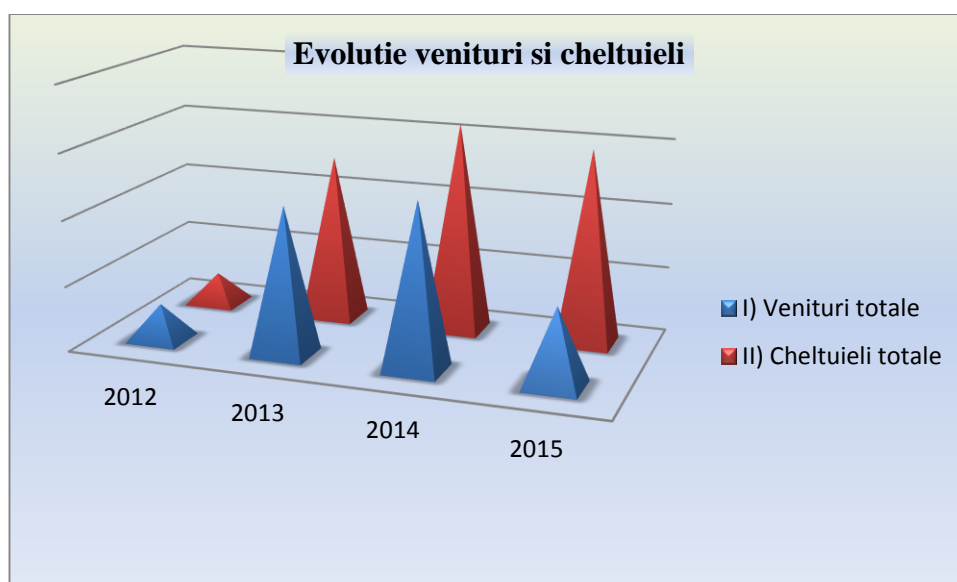 Evolutie venituri si cheltuieli
I) Venituri totale
II) Cheltuieli totale
2012
2013
2014
2015